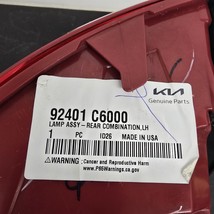 KIA
Genuine Parts
92401 C6000
LAMP ASSY-REAR COMBINATION,LH
1 PC ID26 MADE IN USA
⚠WARNING: Cancer and Reproductive Harm
www.P65Warnings.ca.gov